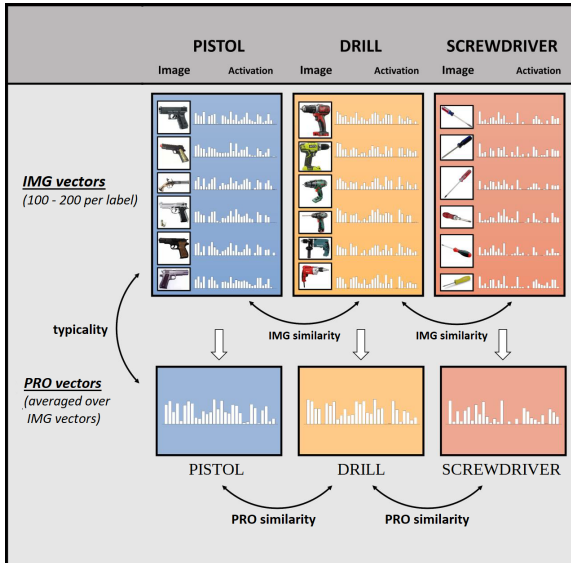 PISTOL DRILL SCREWDRIVER
Image Activation Image Activation Image Activation
IMG vectors
(100 - 200 per label)
IMG similarity IMG similarity
typicality
PRO vectors
(averaged over
IMG vectors)
PISTOL DRILL SCREWDRIVER
PRO similarity PRO similarity